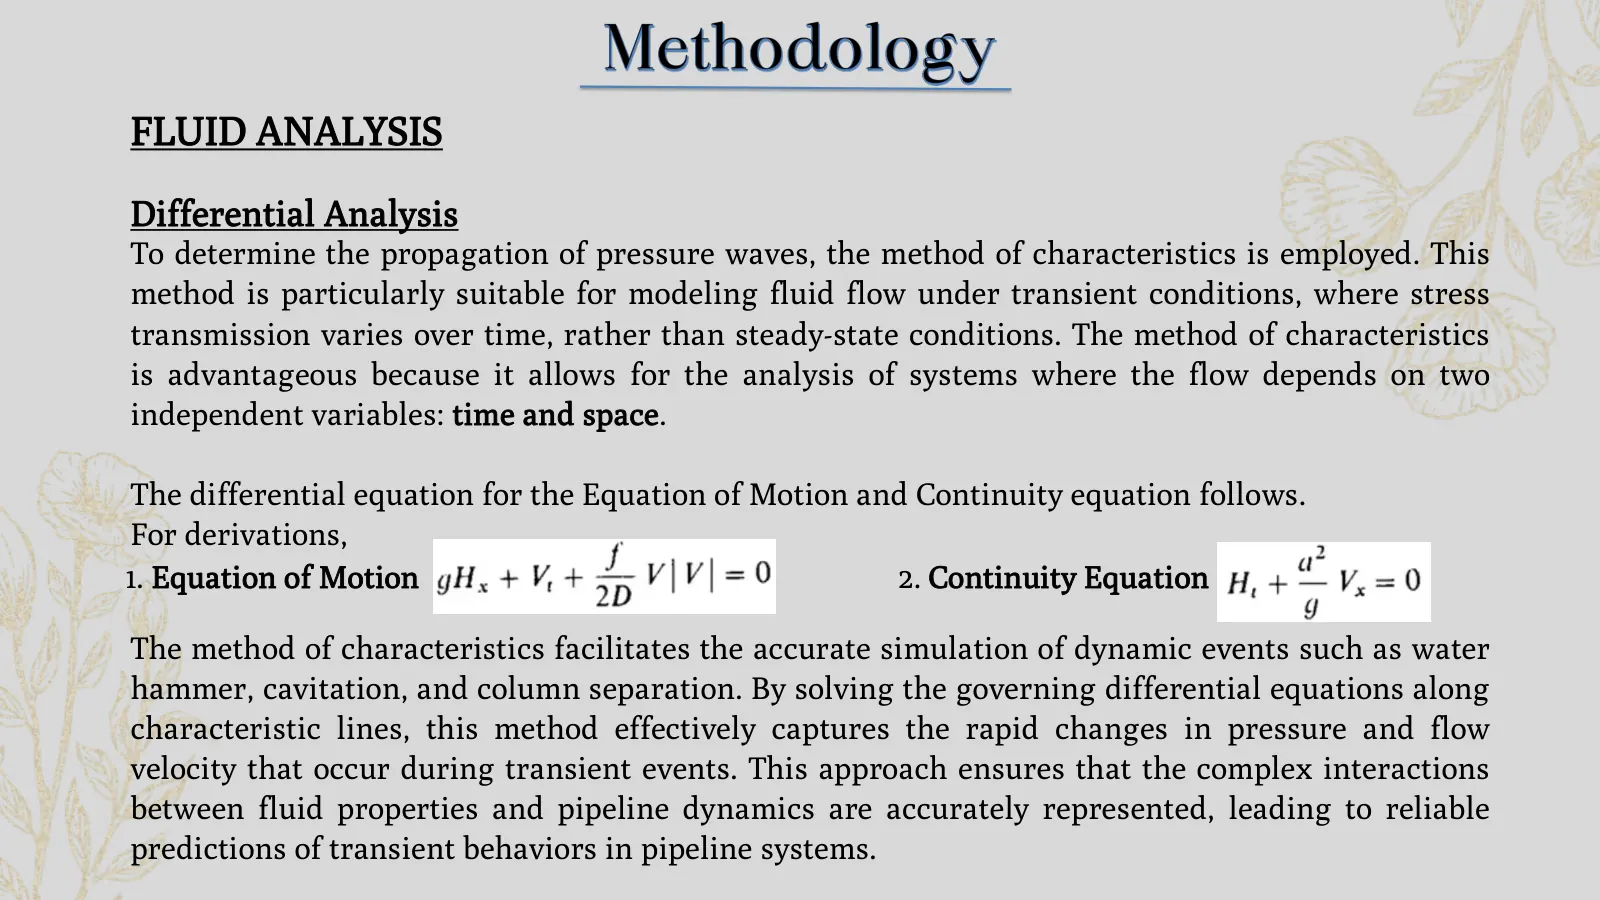 Methodology
FLUID ANALYSIS
Differential Analysis
To determine the propagation of pressure waves, the method of characteristics is employed. This
method is particularly suitable for modeling fluid flow under transient conditions, where stress
transmission varies over time, rather than steady-state conditions. The method of characteristics
is advantageous because it allows for the analysis of systems where the flow depends on two
independent variables: time and space.
The differential equation for the Equation of Motion and Continuity equation follows.
For derivations,
1. Equation of Motion gHₓ + Vₜ + f/2D V|V| = 0 2. Continuity Equation Hₜ + a²/g Vₓ = 0
The method of characteristics facilitates the accurate simulation of dynamic events such as water
hammer, cavitation, and column separation. By solving the governing differential equations along
characteristic lines, this method effectively captures the rapid changes in pressure and flow
velocity that occur during transient events. This approach ensures that the complex interactions
between fluid properties and pipeline dynamics are accurately represented, leading to reliable
predictions of transient behaviors in pipeline systems.